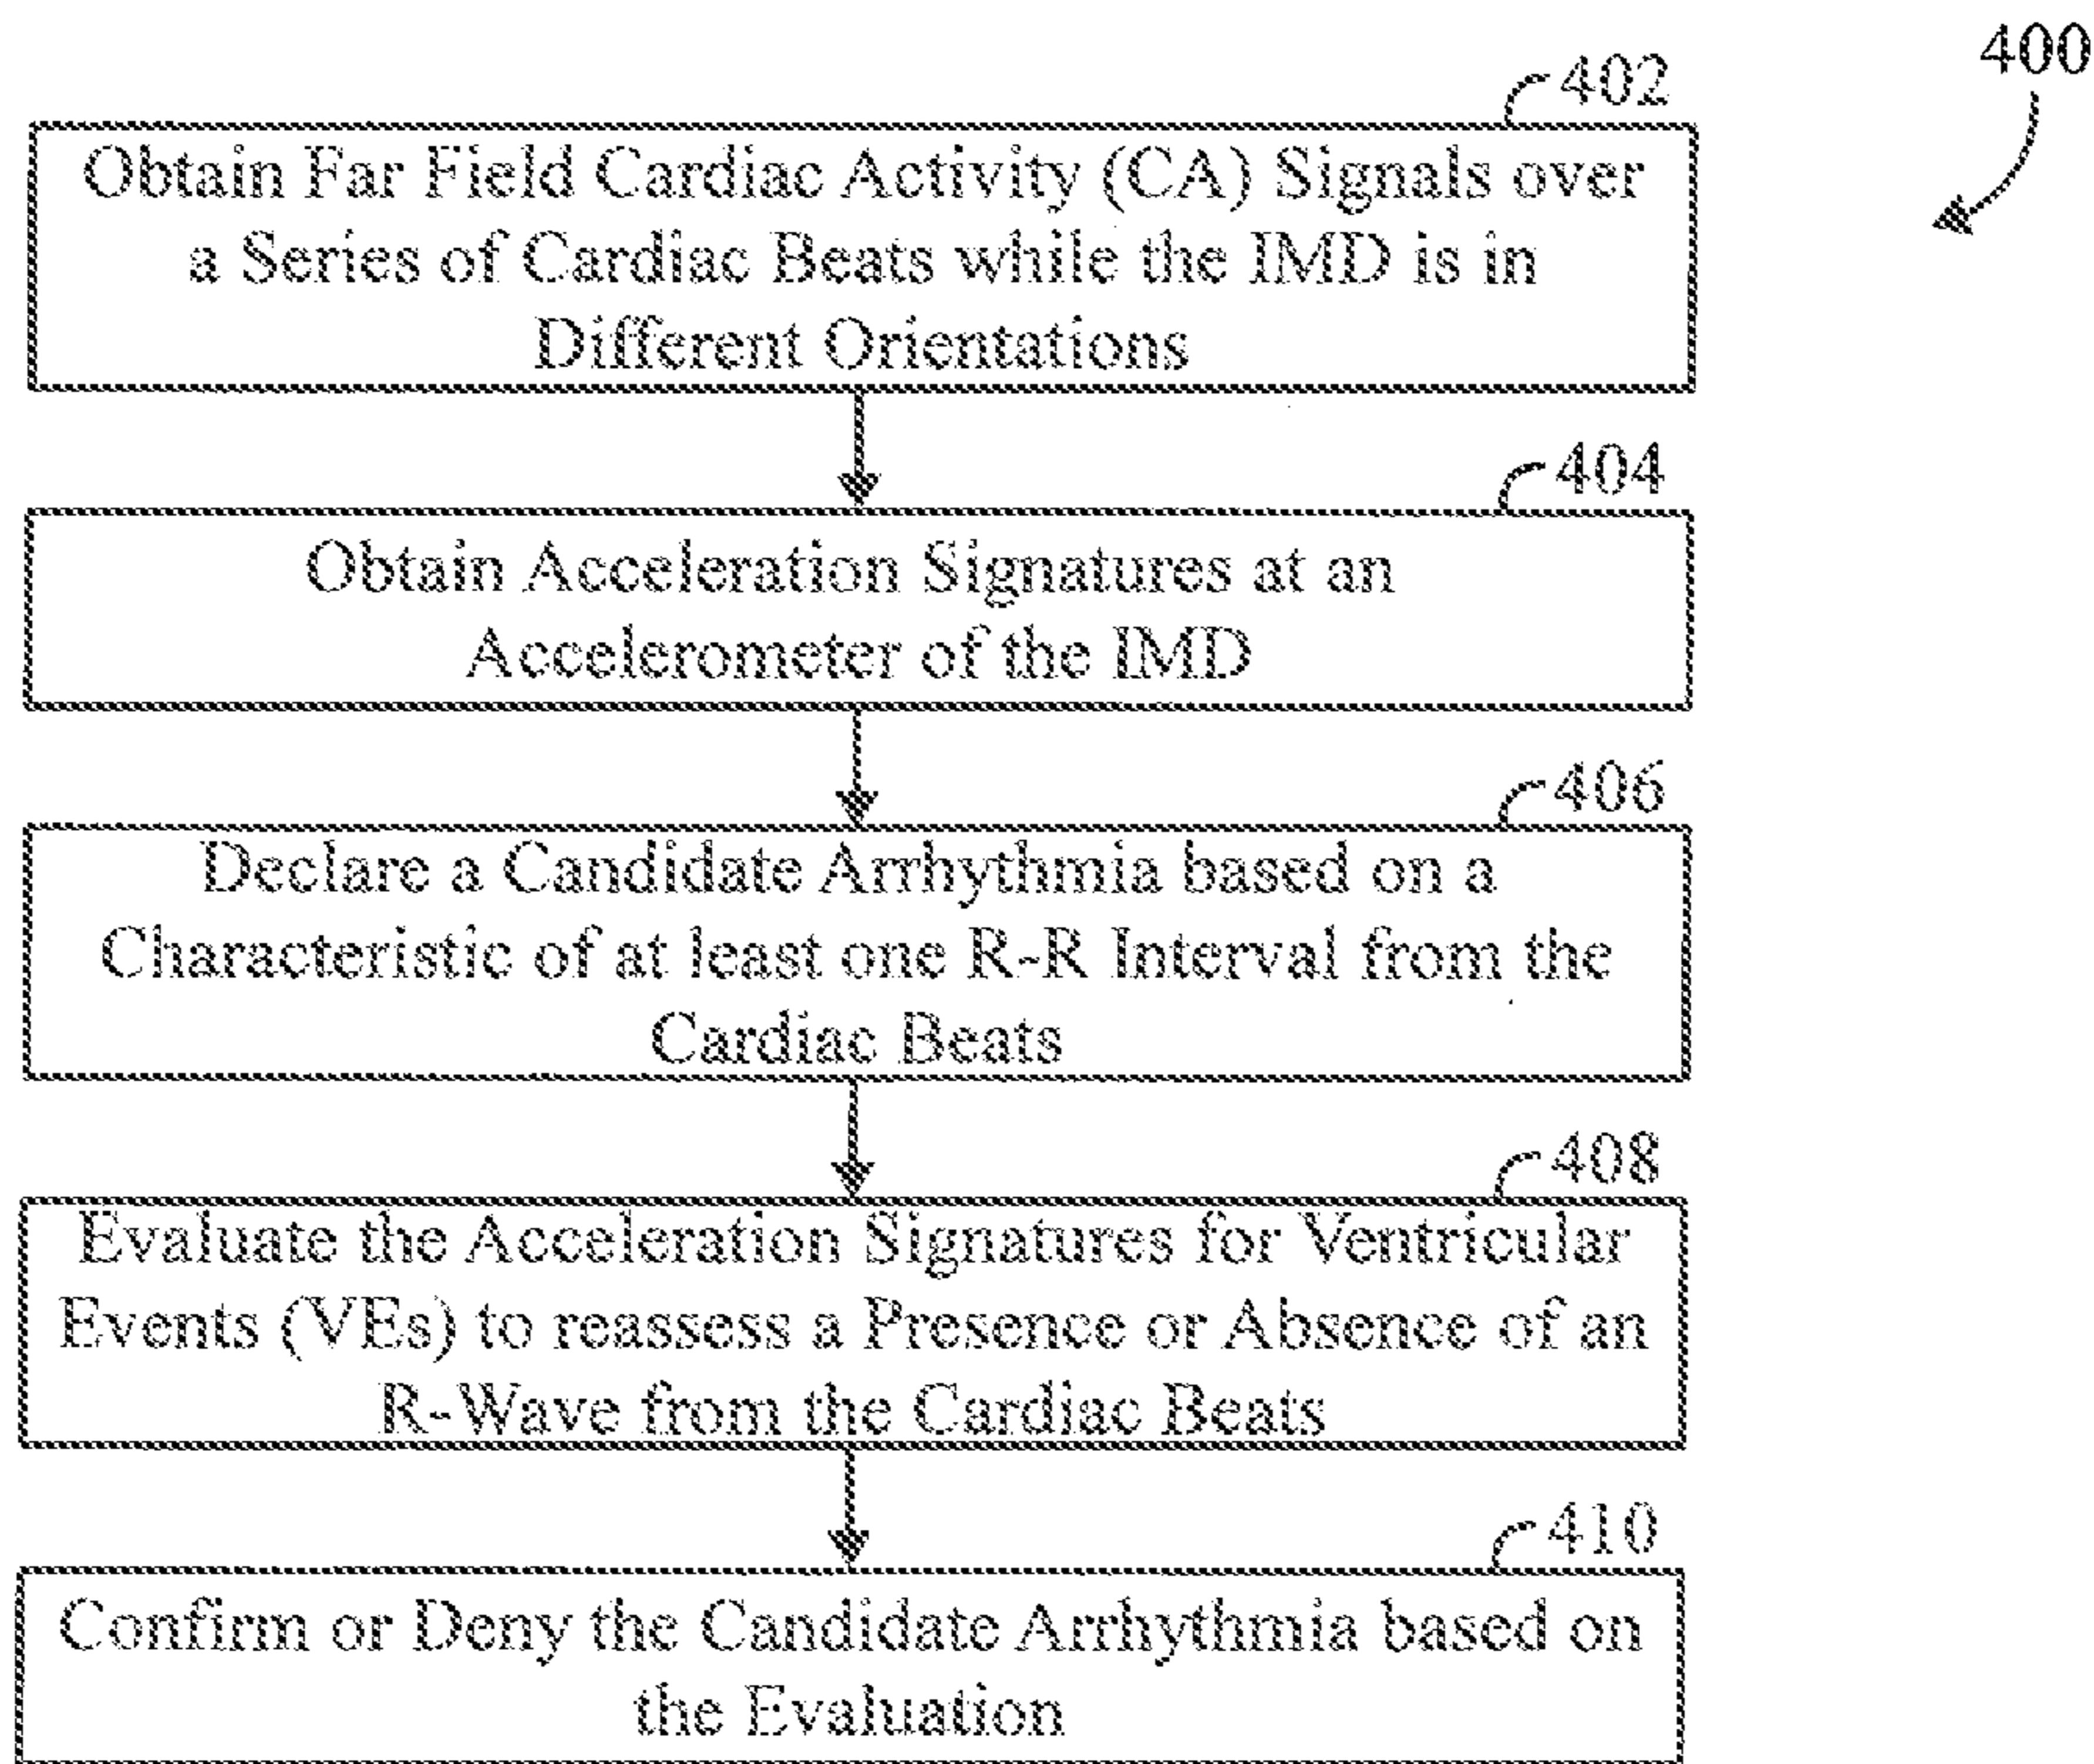 400
402
Obtain Far Field Cardiac Activity (CA) Signals over
a Series of Cardiac Beats while the IMD is in
Different Orientations
404
Obtain Acceleration Signatures at an
Accelerometer of the IMD
406
Declare a Candidate Arrhythmia based on a
Characteristic of at least one R-R Interval from the
Cardiac Beats
408
Evaluate the Acceleration Signatures for Ventricular
Events (VEs) to reassess a Presence or Absence of an
R-Wave from the Cardiac Beats
410
Confirm or Deny the Candidate Arrhythmia based on
the Evaluation